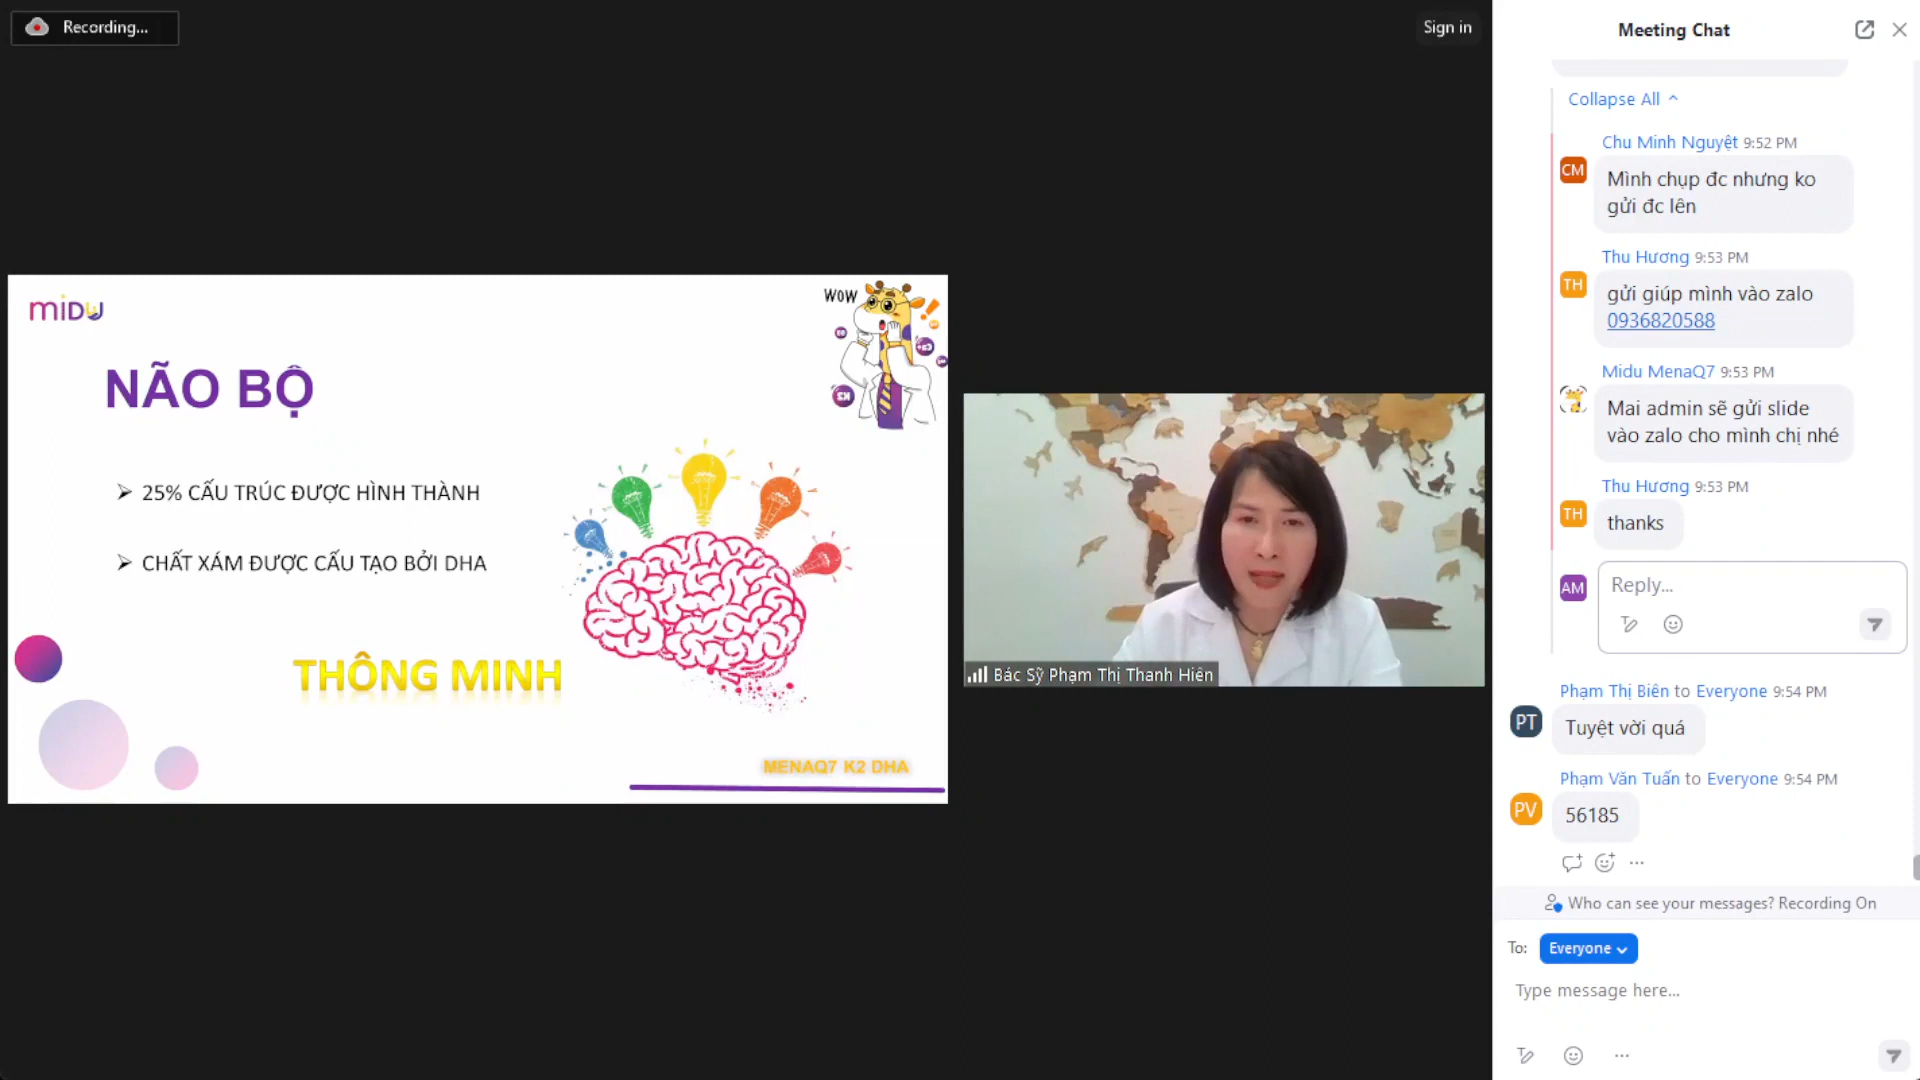 Recording...
Sign in
miDU
WOW
NÃO BỘ
25% CẤU TRÚC ĐƯỢC HÌNH THÀNH
CHẤT XÁM ĐƯỢC CẤU TẠO BỞI DHA
THÔNG MINH
MENAQ7 K2 DHA
Bác Sỹ Phạm Thị Thanh Hiên
Meeting Chat
Collapse All
Chu Minh Nguyệt 9:52 PM
CM
Mình chụp đc nhưng ko
gửi đc lên
Thu Hương 9:53 PM
TH
gửi giúp mình vào zalo
0936820588
Midu MenaQ7 9:53 PM
Mai admin sẽ gửi slide
vào zalo cho mình chị nhé
Thu Hương 9:53 PM
TH
thanks
AM
Reply...
Phạm Thị Biên to Everyone 9:54 PM
PT
Tuyệt vời quá
Phạm Văn Tuấn to Everyone 9:54 PM
PV
56185
Who can see your messages? Recording On
To: Everyone
Type message here...